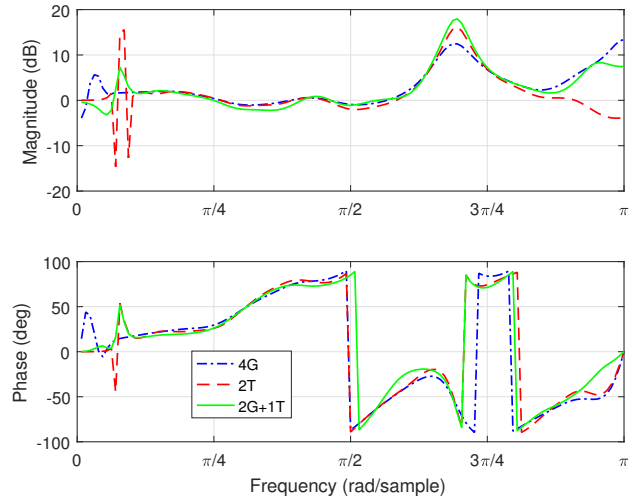 20
10
0
-10
-20
Magnitude (dB)
0
π/4
π/2
3π/4
π
100
50
0
-50
-100
Phase (deg)
4G
2T
2G+1T
0
π/4
π/2
3π/4
π
Frequency (rad/sample)